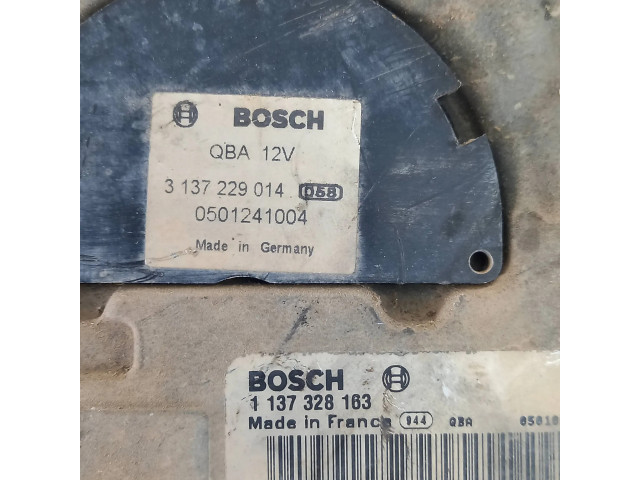 BOSCH
QBA 12V
3 137 229 014 058
0501241004
Made in Germany
BOSCH
1 137 328 163
Made in France 944 QBA 05010